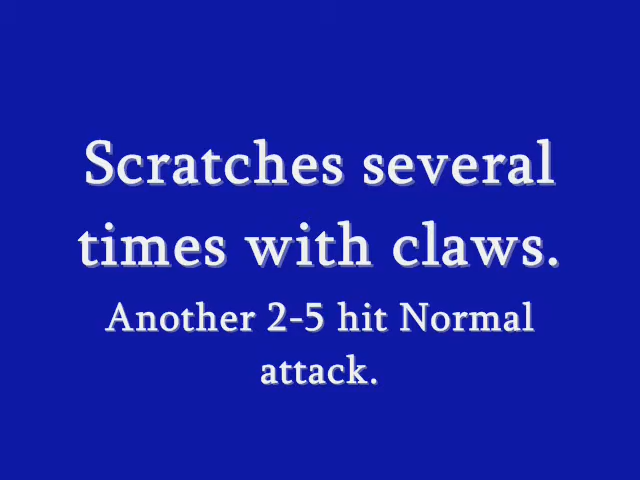 Scratches several
times with claws.
Another 2-5 hit Normal
attack.